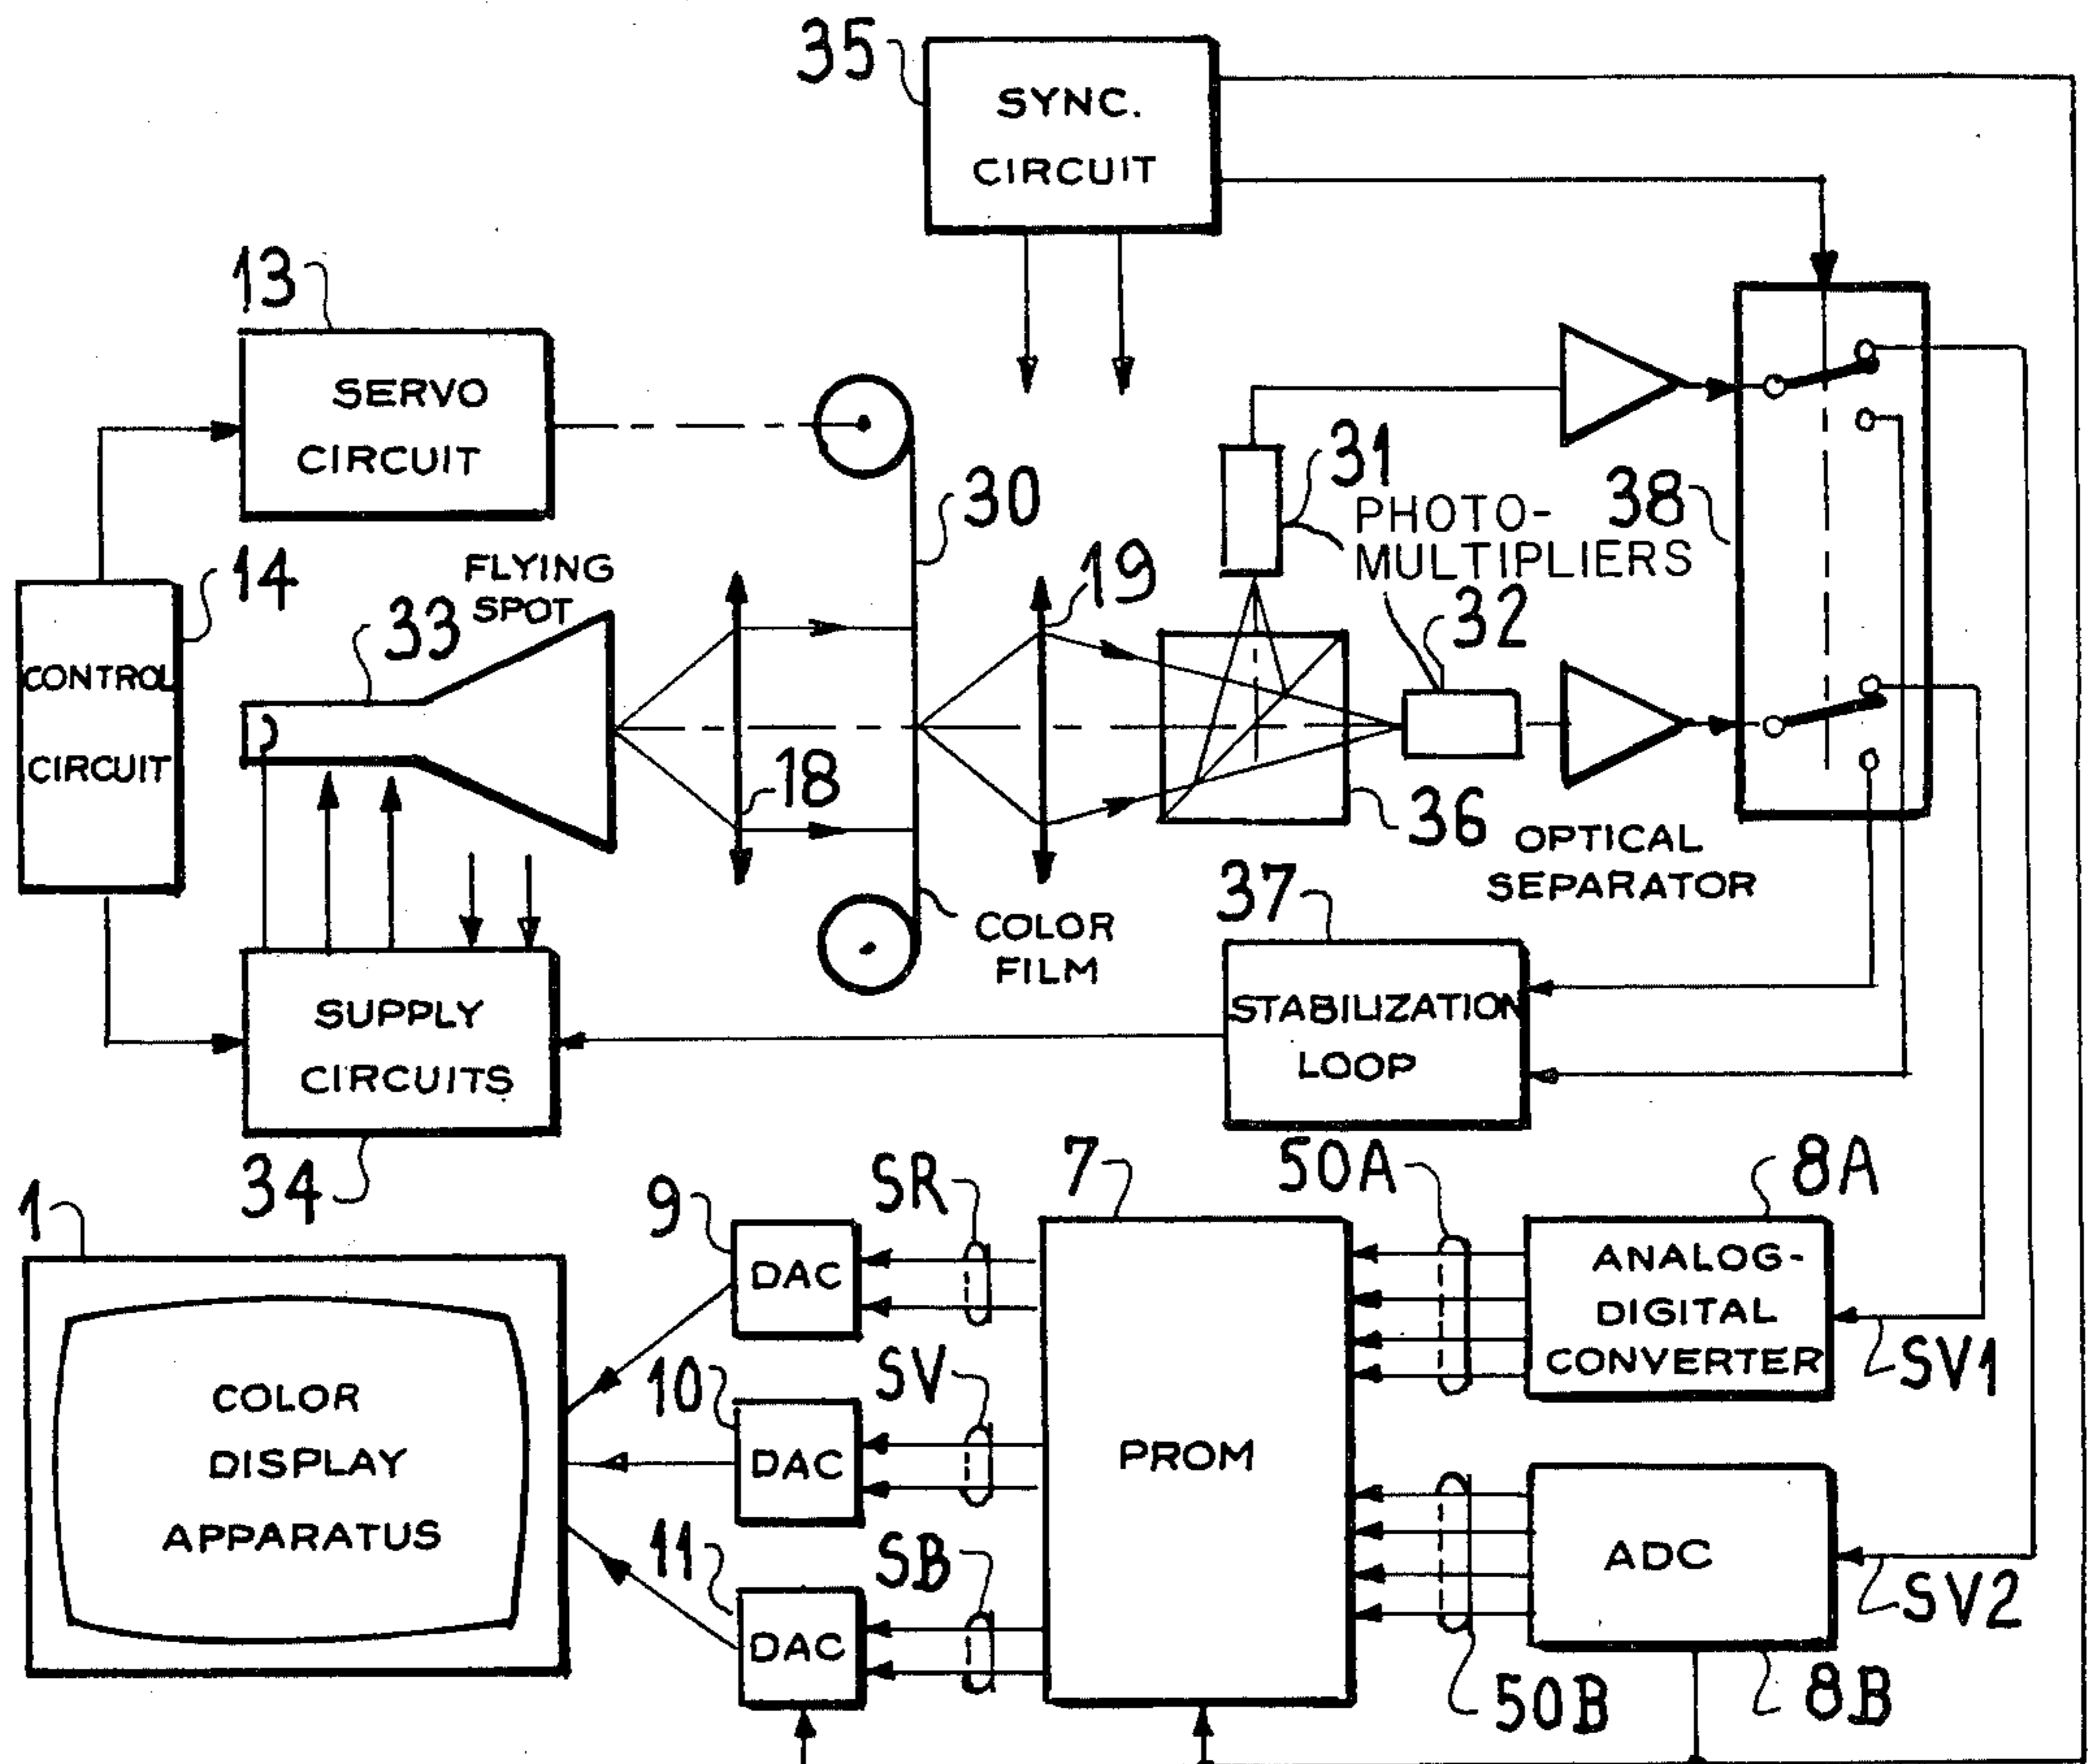 35
SYNC.
CIRCUIT
13
SERVO
CIRCUIT
30
31
PHOTO-
MULTIPLIERS
38
14
FLYING
SPOT
33
19
32
CONTROL
CIRCUIT
18
36
OPTICAL
SEPARATOR
37
COLOR
FILM
SUPPLY
CIRCUITS
STABILIZATION
LOOP
34
1
9
SR
7
50A
8A
DAC
ANALOG-
DIGITAL
CONVERTER
SV1
COLOR
DISPLAY
APPARATUS
10
SV
DAC
PROM
11
SB
DAC
ADC
SV2
50B
8B